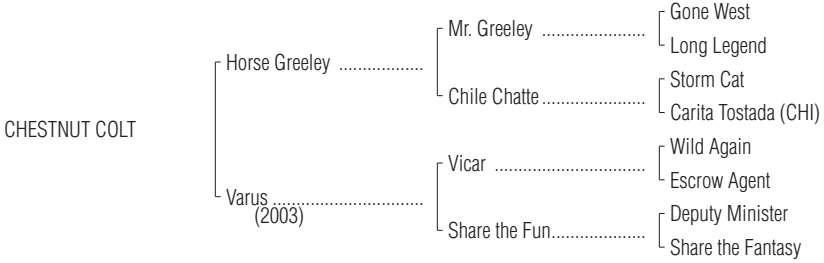 Gone West
Mr. Greeley ......................
Long Legend
Horse Greeley ..................
Storm Cat
Chile Chatte......................
Carita Tostada (CHI)
CHESTNUT COLT
Wild Again
Vicar ................................
Escrow Agent
Varus ................................
(2003)
Deputy Minister
Share the Fun....................
Share the Fantasy